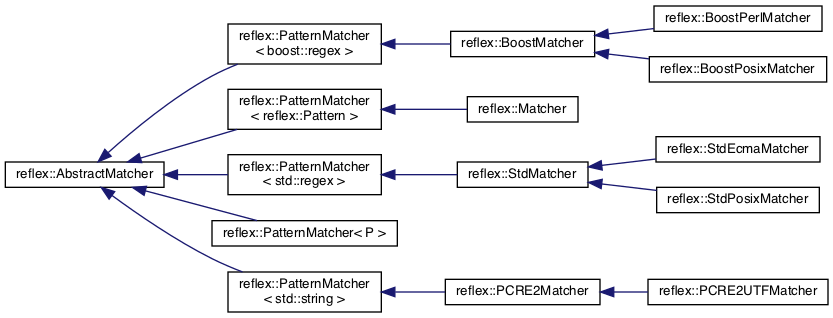 reflex::AbstractMatcher
reflex::PatternMatcher
< boost::regex >
reflex::PatternMatcher
< reflex::Pattern >
reflex::PatternMatcher
< std::regex >
reflex::PatternMatcher< P >
reflex::PatternMatcher
< std::string >
reflex::BoostMatcher
reflex::Matcher
reflex::StdMatcher
reflex::PCRE2Matcher
reflex::BoostPerlMatcher
reflex::BoostPosixMatcher
reflex::StdEcmaMatcher
reflex::StdPosixMatcher
reflex::PCRE2UTFMatcher